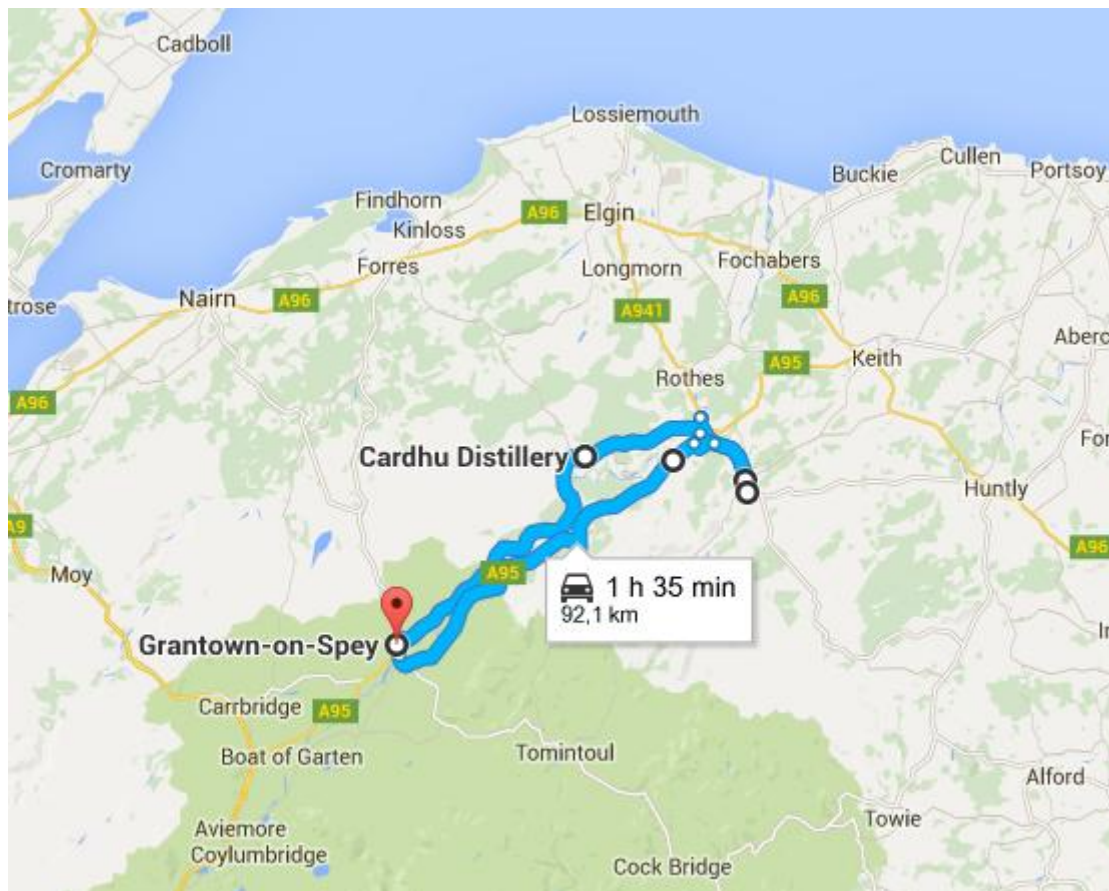 Cadboll
Lossiemouth
Cullen
Cromarty
Buckie
Portsoy
Findhorn
Elgin
A96
Kinloss
Fochabers
Forres
Longmorn
trose
Nairn
A96
A96
A941
Keith
Aberc
A95
Rothes
A96
For
Cardhu Distillery
Huntly
A9
A96
Moy
A95
1 h 35 min
92,1 km
Grantown-on-Spey
In
Carrbridge
A95
Boat of Garten
Tomintoul
Alford
Towie
Aviemore
Coylumbridge
Cock Bridge